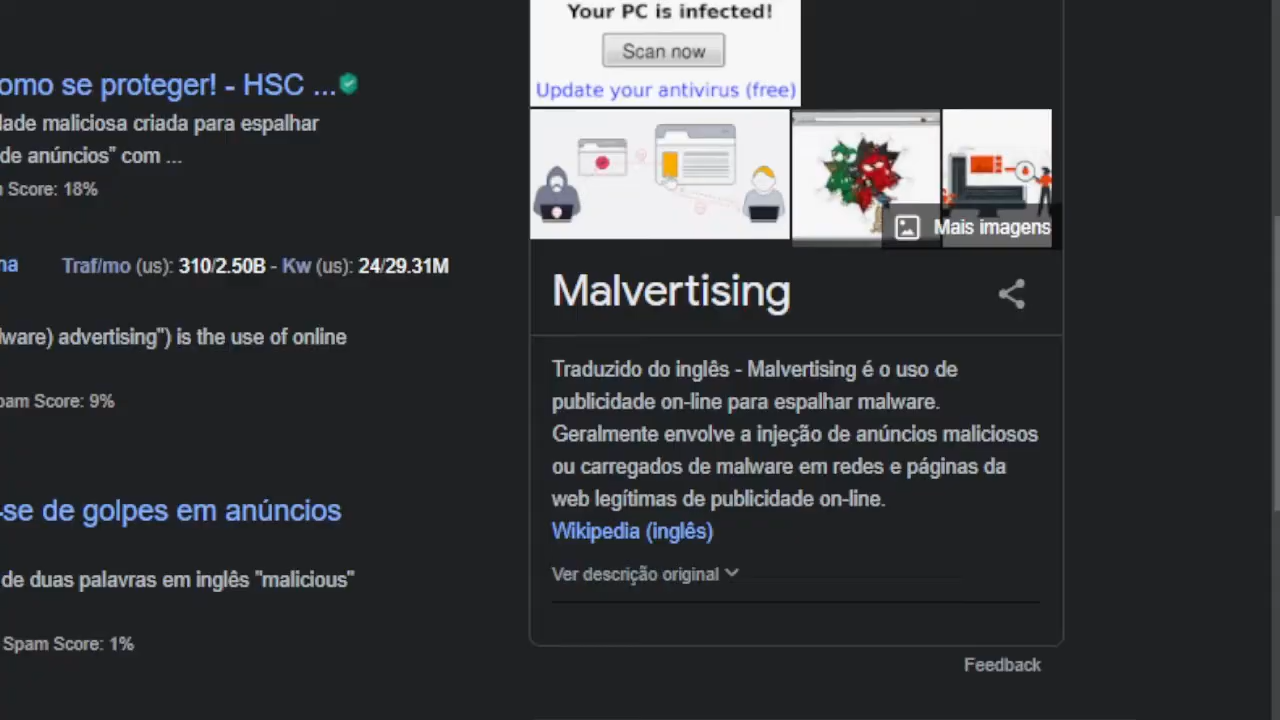 omo se proteger! - HSC ...
dade maliciosa criada para espalhar
de anúncios” com ...
Score: 18%
Traf/mo (us): 310/2.50B - Kw (us): 24/29.31M
ware) advertising") is the use of online
Score: 9%
-se de golpes em anúncios
de duas palavras em inglês "malicious"
Spam Score: 1%
Your PC is infected!
Scan now
Update your antivirus (free)
Mais imagens
Malvertising
Traduzido do inglês - Malvertising é o uso de
publicidade on-line para espalhar malware.
Geralmente envolve a injeção de anúncios maliciosos
ou carregados de malware em redes e páginas da
web legítimas de publicidade on-line.
Wikipedia (inglês)
Ver descrição original
Feedback